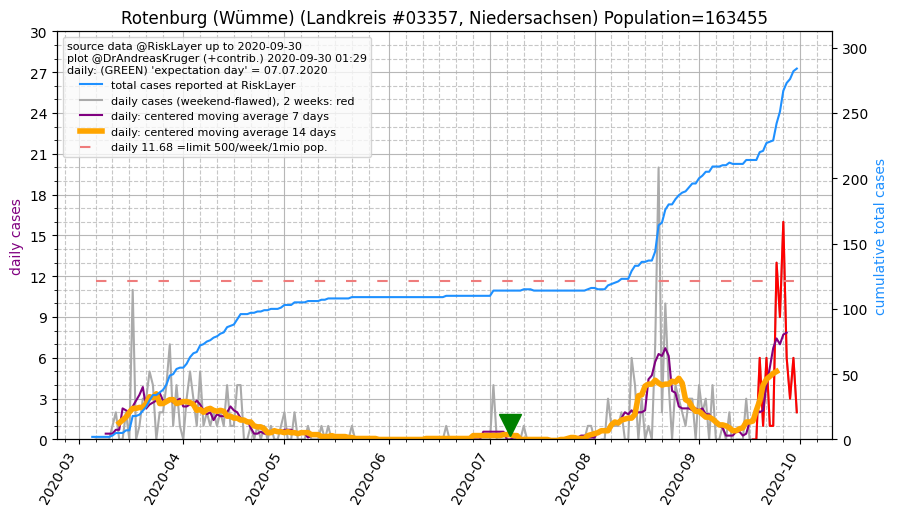 Rotenburg (Wümme) (Landkreis #03357, Niedersachsen) Population=163455
source data @RiskLayer up to 2020-09-30
plot @DrAndreasKruger (+contrib.) 2020-09-30 01:29
daily: (GREEN) 'expectation day' = 07.07.2020
total cases reported at RiskLayer
daily cases (weekend-flawed), 2 weeks: red
daily: centered moving average 7 days
daily: centered moving average 14 days
daily 11.68 =limit 500/week/1mio pop.
daily cases
30
27
24
21
18
15
12
9
6
3
0
cumulative total cases
300
250
200
150
100
50
0
2020-03
2020-04
2020-05
2020-06
2020-07
2020-08
2020-09
2020-10